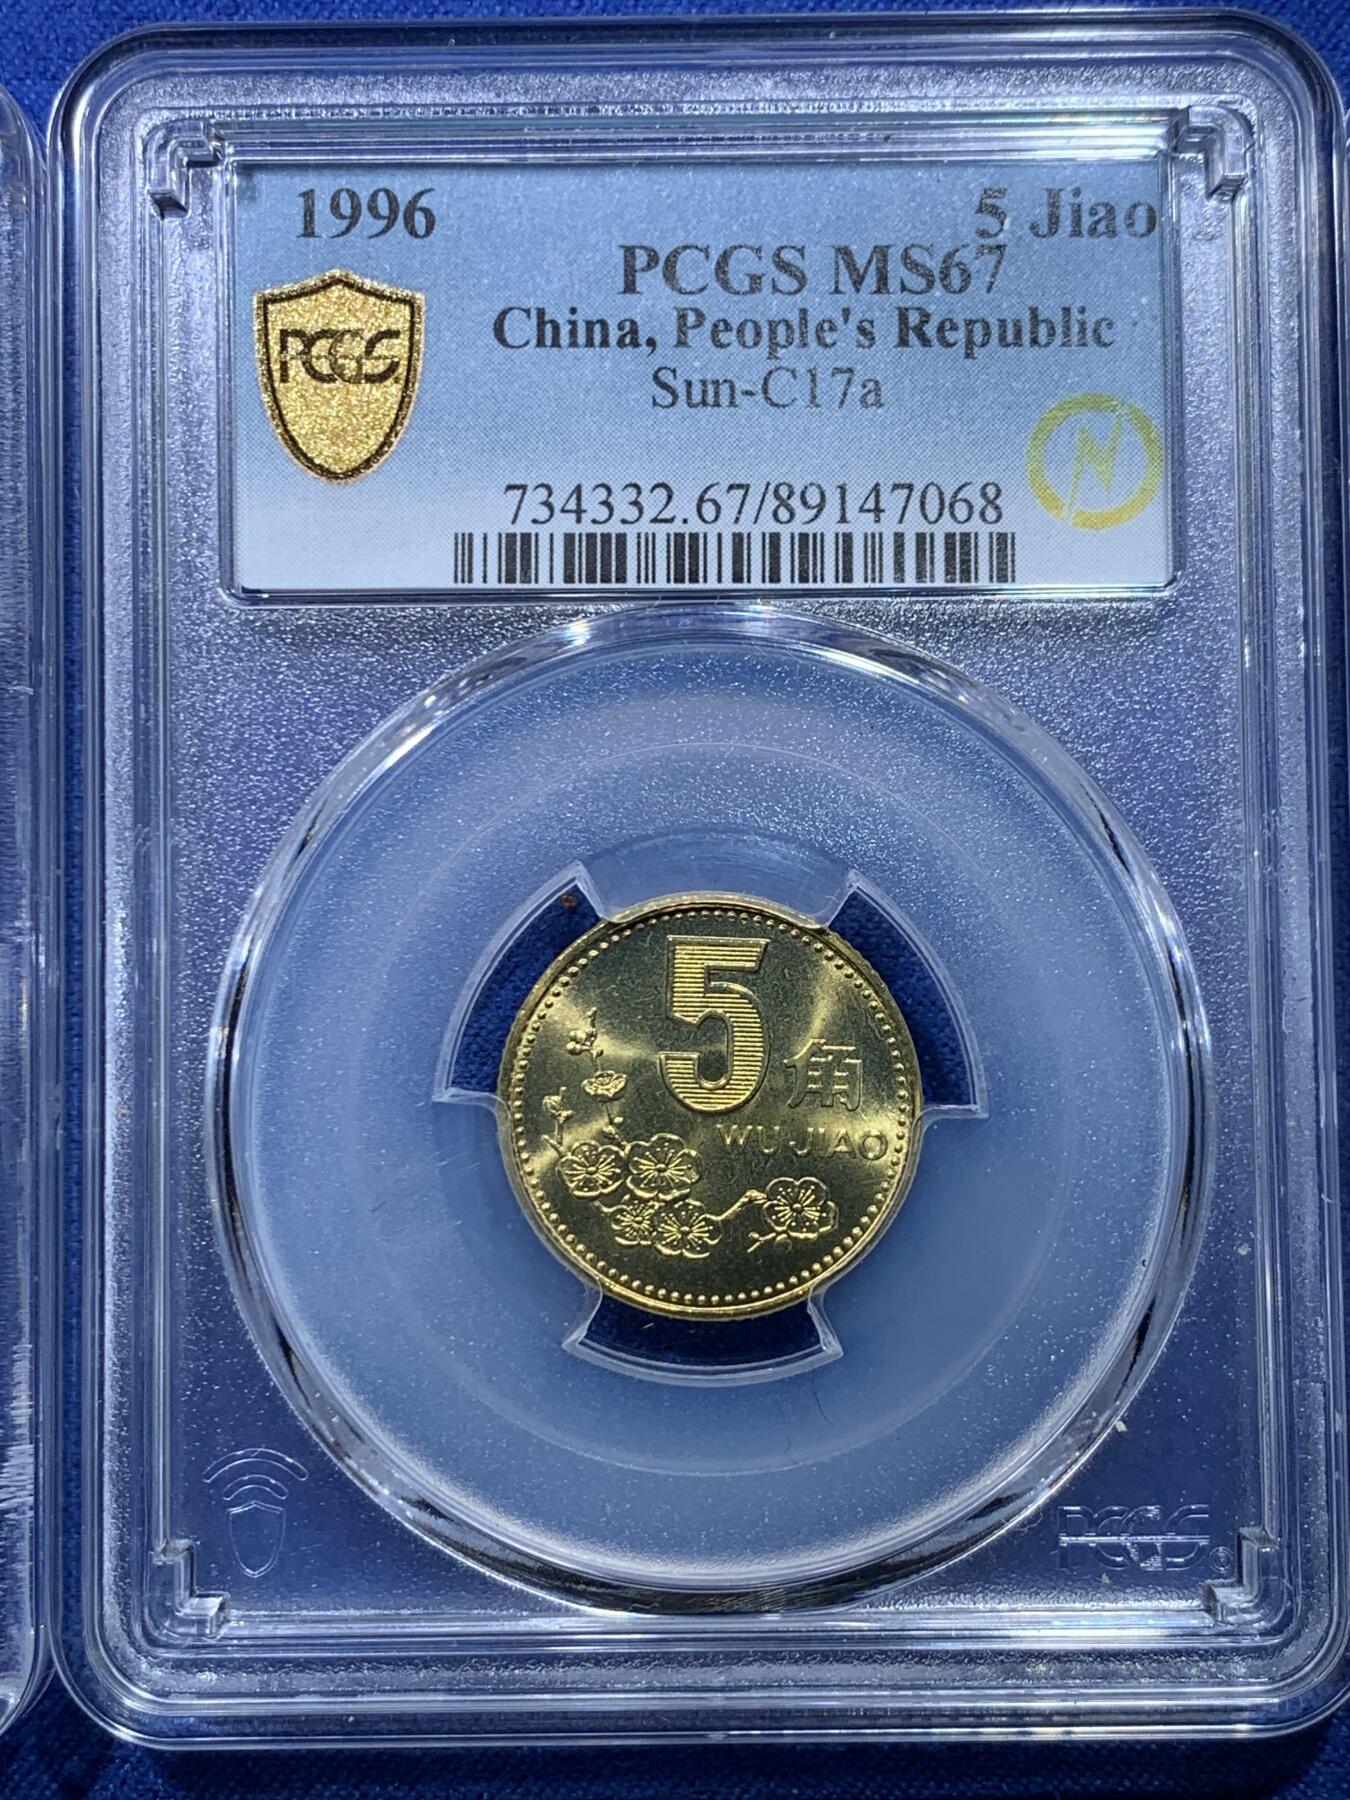 1996
5 Jiao
PCGS MS67
China, People's Republic
Sun-C17a
PCGS
N
734332.67/89147068
5
角
WU JIAO
PCGS